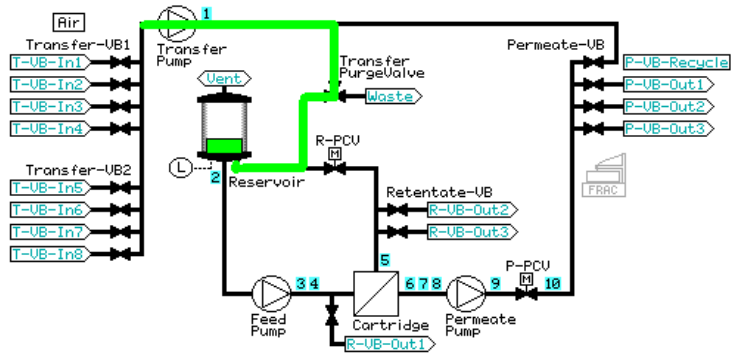 Air
1
Transfer-VB1
Transfer
Pump
Permeate-VB
T-VB-In1
T-VB-In2
T-VB-In3
T-VB-In4
Vent
Transfer
PurgeValve
Waste
P-VB-Recycle
P-VB-Out1
P-VB-Out2
P-VB-Out3
R-PCV
M
L
2
Reservoir
Transfer-VB2
T-VB-In5
T-VB-In6
T-VB-In7
T-VB-In8
Retentate-VB
R-VB-Out2
R-VB-Out3
FRAC
5
P-PCV
M
3 4
6 7 8
9
10
Feed
Pump
Cartridge
Permeate
Pump
R-VB-Out1